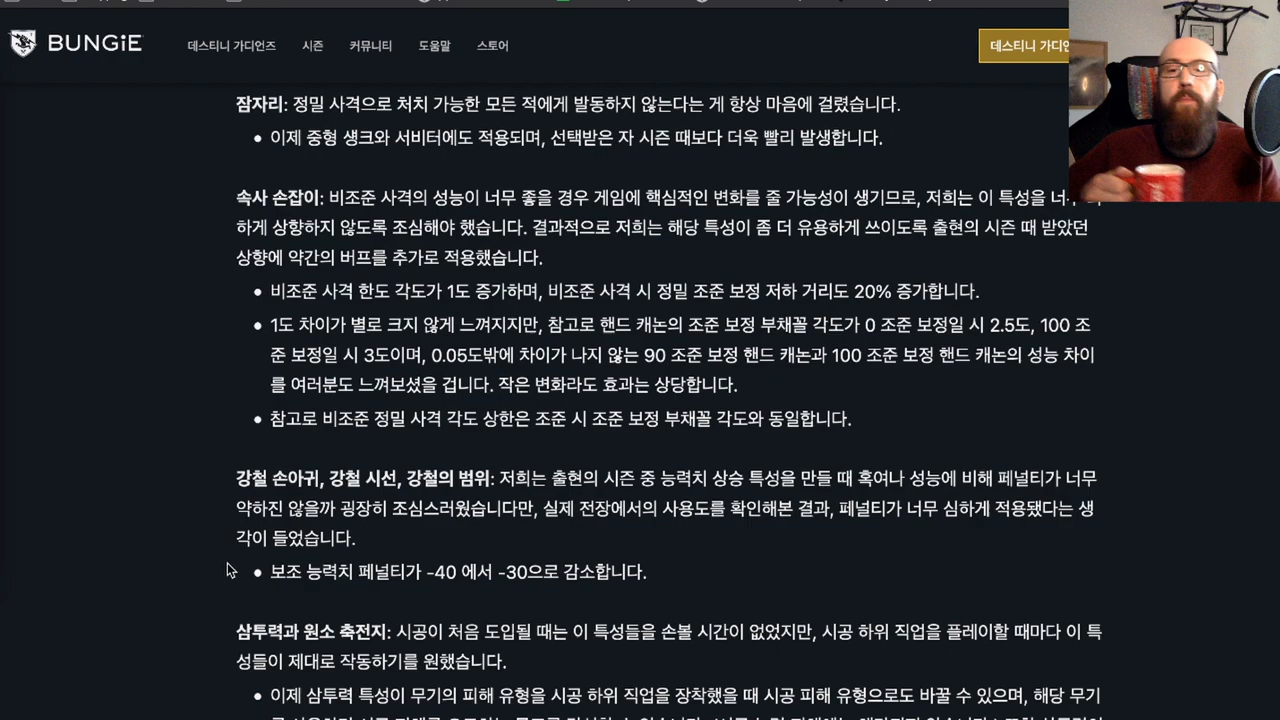 BUNGiE 데스티니 가디언즈 시즌 커뮤니티 도움말 스토어 데스티니 가디언
잠자리: 정밀 사격으로 처치 가능한 모든 적에게 발동하지 않는다는 게 항상 마음에 걸렸습니다.
• 이제 중형 섕크와 서비터에도 적용되며, 선택받은 자 시즌 때보다 더욱 빨리 발생합니다.
속사 손잡이: 비조준 사격의 성능이 너무 좋을 경우 게임에 핵심적인 변화를 줄 가능성이 생기므로, 저희는 이 특성을
하게 상향하지 않도록 조심해야 했습니다. 결과적으로 저희는 해당 특성이 좀 더 유용하게 쓰이도록 출현의 시즌 때 받았던
상향에 약간의 버프를 추가로 적용했습니다.
• 비조준 사격 한도 각도가 1도 증가하며, 비조준 사격 시 정밀 조준 보정 저하 거리도 20% 증가합니다.
• 1도 차이가 별로 크지 않게 느껴지지만, 참고로 핸드 캐논의 조준 보정 부채꼴 각도가 0 조준 보정일 시 2.5도, 100 조
준 보정일 시 3도이며, 0.05도밖에 차이가 나지 않는 90 조준 보정 핸드 캐논과 100 조준 보정 핸드 캐논의 성능 차이
를 여러분도 느껴보셨을 겁니다. 작은 변화라도 효과는 상당합니다.
• 참고로 비조준 정밀 사격 각도 상한은 조준 시 조준 보정 부채꼴 각도와 동일합니다.
강철 손아귀, 강철 시선, 강철의 범위: 저희는 출현의 시즌 중 능력치 상승 특성을 만들 때 혹여나 성능에 비해 페널티가 너무
약하진 않을까 굉장히 조심스러웠습니다만, 실제 전장에서의 사용도를 확인해본 결과, 페널티가 너무 심하게 적용됐다는 생
각이 들었습니다.
• 보조 능력치 페널티가 -40 에서 -30으로 감소합니다.
삼투력과 원소 축전지: 시공이 처음 도입될 때는 이 특성들을 손볼 시간이 없었지만, 시공 하위 직업을 플레이할 때마다 이 특
성들이 제대로 작동하기를 원했습니다.
• 이제 삼투력 특성이 무기의 피해 유형을 시공 하위 직업을 장착했을 때 시공 피해 유형으로도 바꿀 수 있으며, 해당 무기